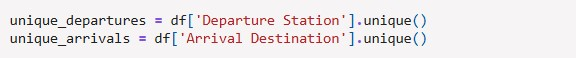 unique_departures = df['Departure Station'].unique()
unique_arrivals = df['Arrival Destination'].unique()